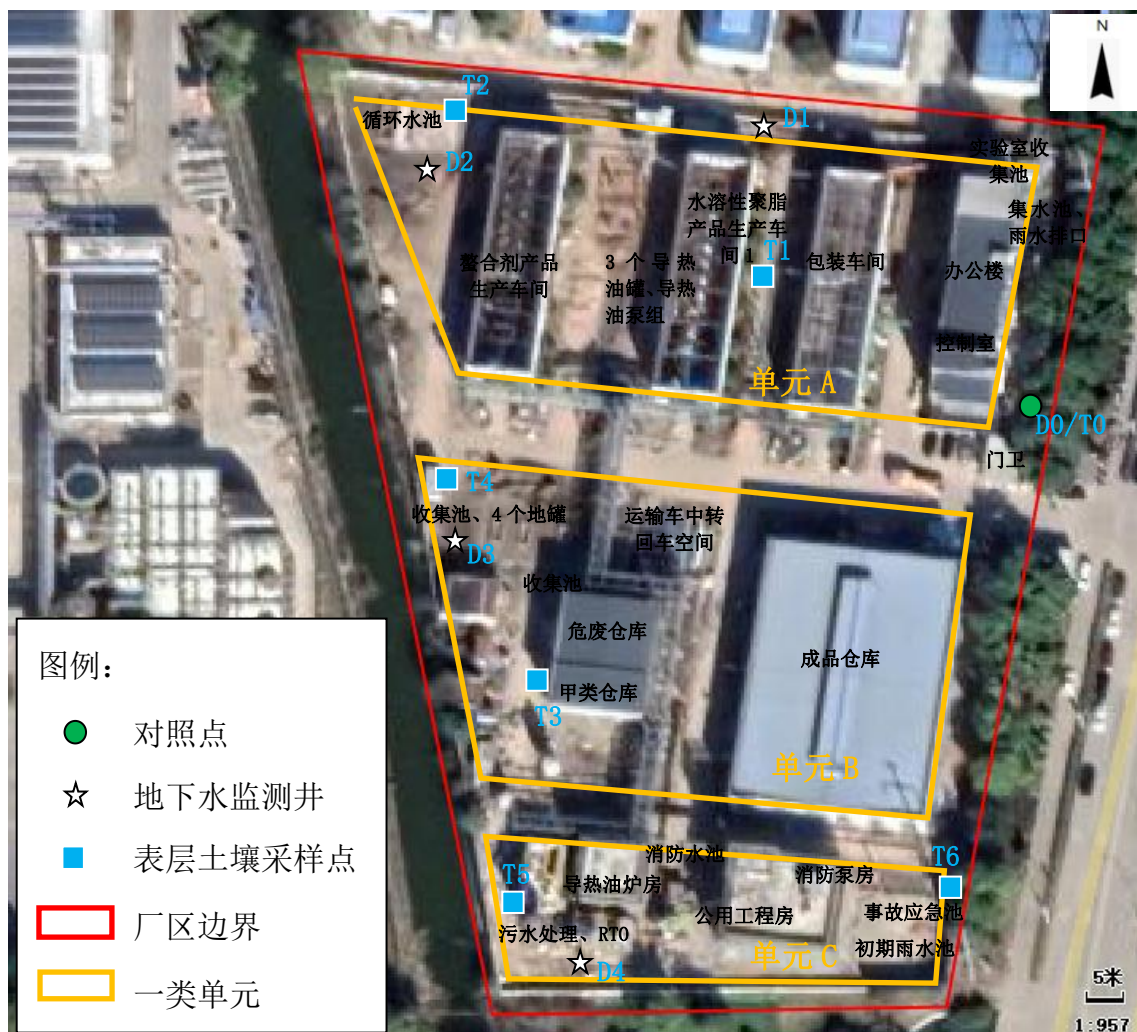 N
T2
循环水池
D1
D2
实验室收
集池
水溶性聚脂
产品生产车
间1
集水池、
雨水排口
T1
螯合剂产品
生产车间
3 个 导 热
油罐、导热
油泵组
包装车间
办公楼
控制室
单元 A
D0/T0
门卫
T4
收集池、4 个地罐
运输车中转
回车空间
D3
收集池
危废仓库
成品仓库
甲类仓库
T3
单元 B
消防水池
消防泵房
T6
T5
导热油炉房
公用工程房
事故应急池
污水处理、RTO
单元 C
初期雨水池
D4
图例：
对照点
地下水监测井
表层土壤采样点
厂区边界
一类单元
5米
1:957